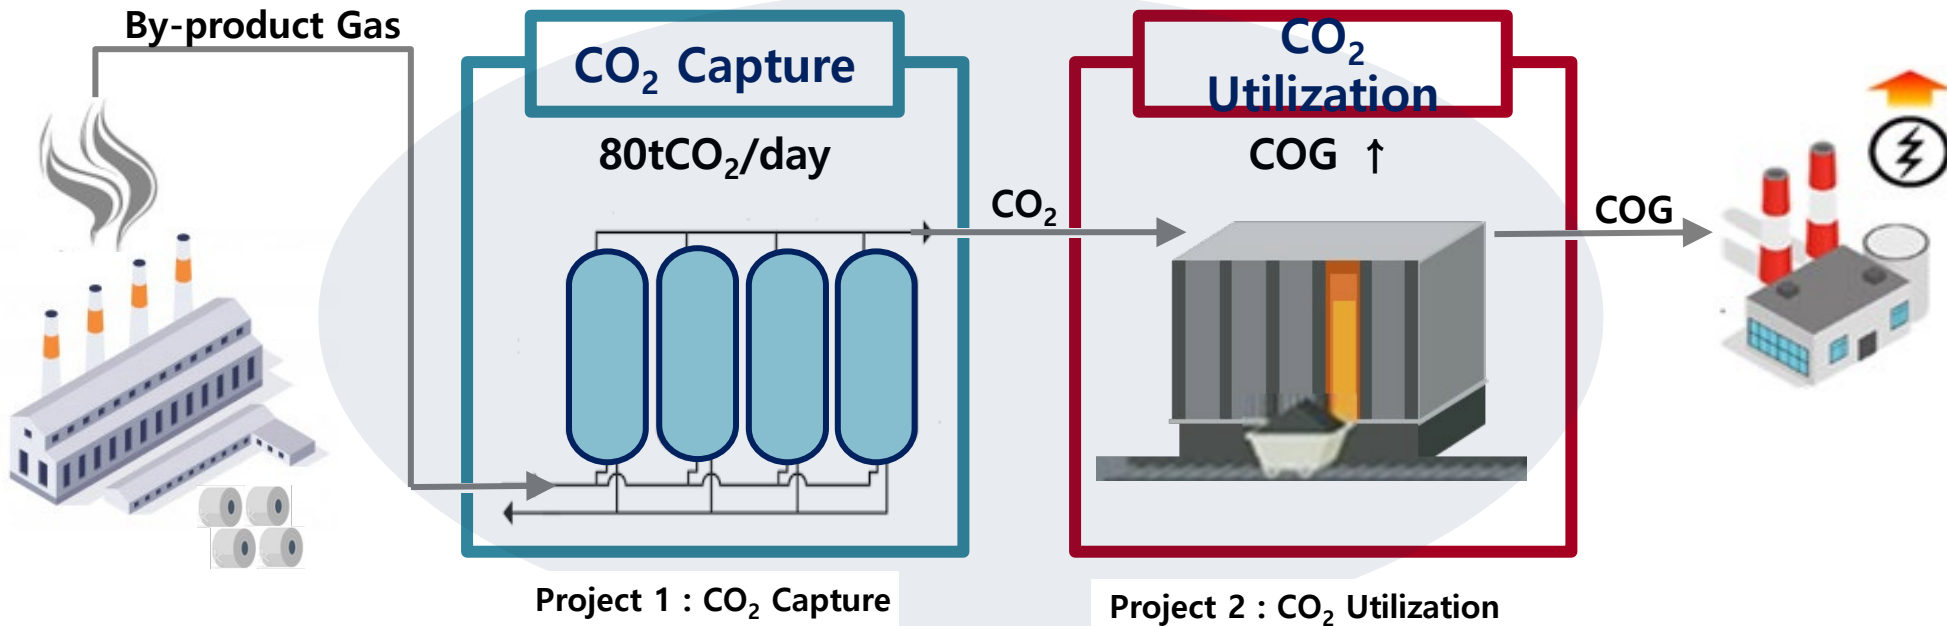 By-product Gas
CO₂ Capture
80tCO₂/day
CO₂
CO₂
Utilization
COG ↑
COG
Project 1 : CO₂ Capture
Project 2 : CO₂ Utilization